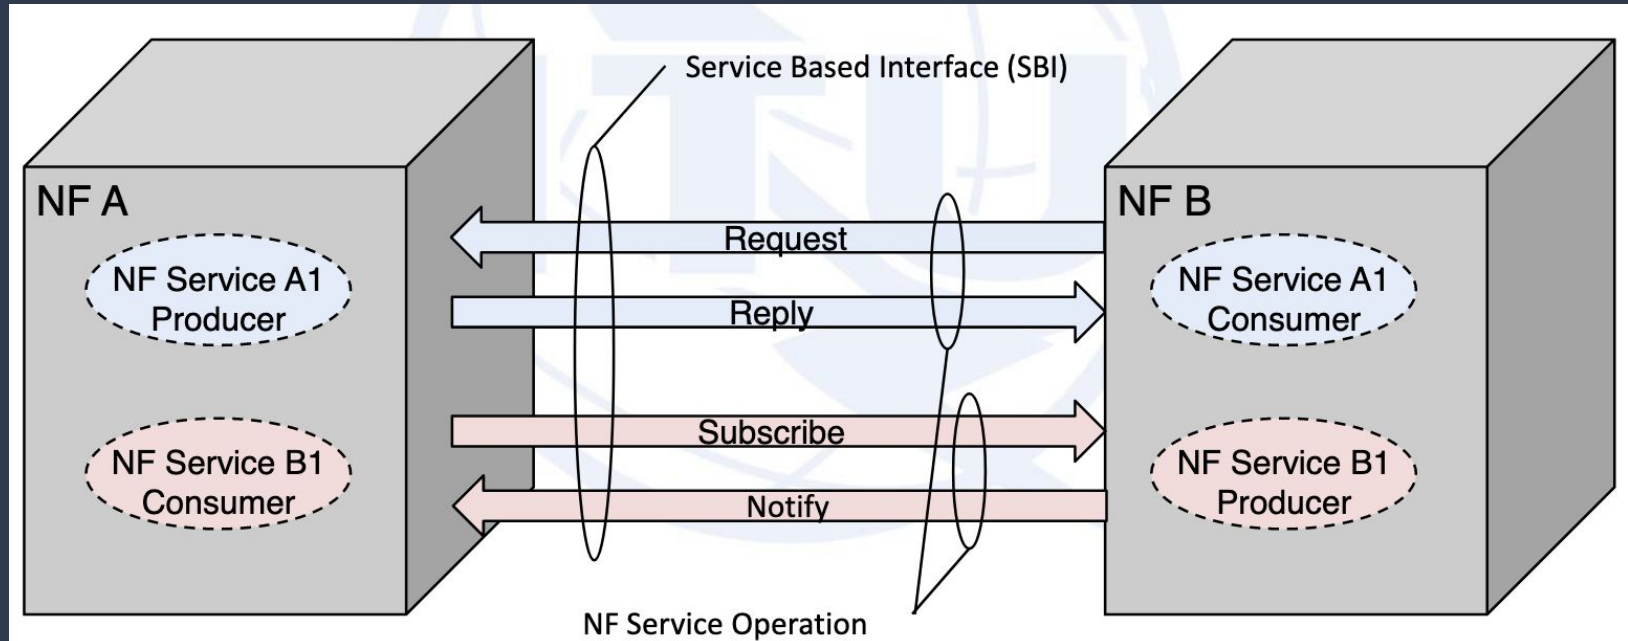 Service Based Interface (SBI)
NF A
NF B
Request
NF Service A1
Producer
NF Service A1
Consumer
Reply
Subscribe
NF Service B1
Consumer
NF Service B1
Producer
Notify
NF Service Operation
ITU